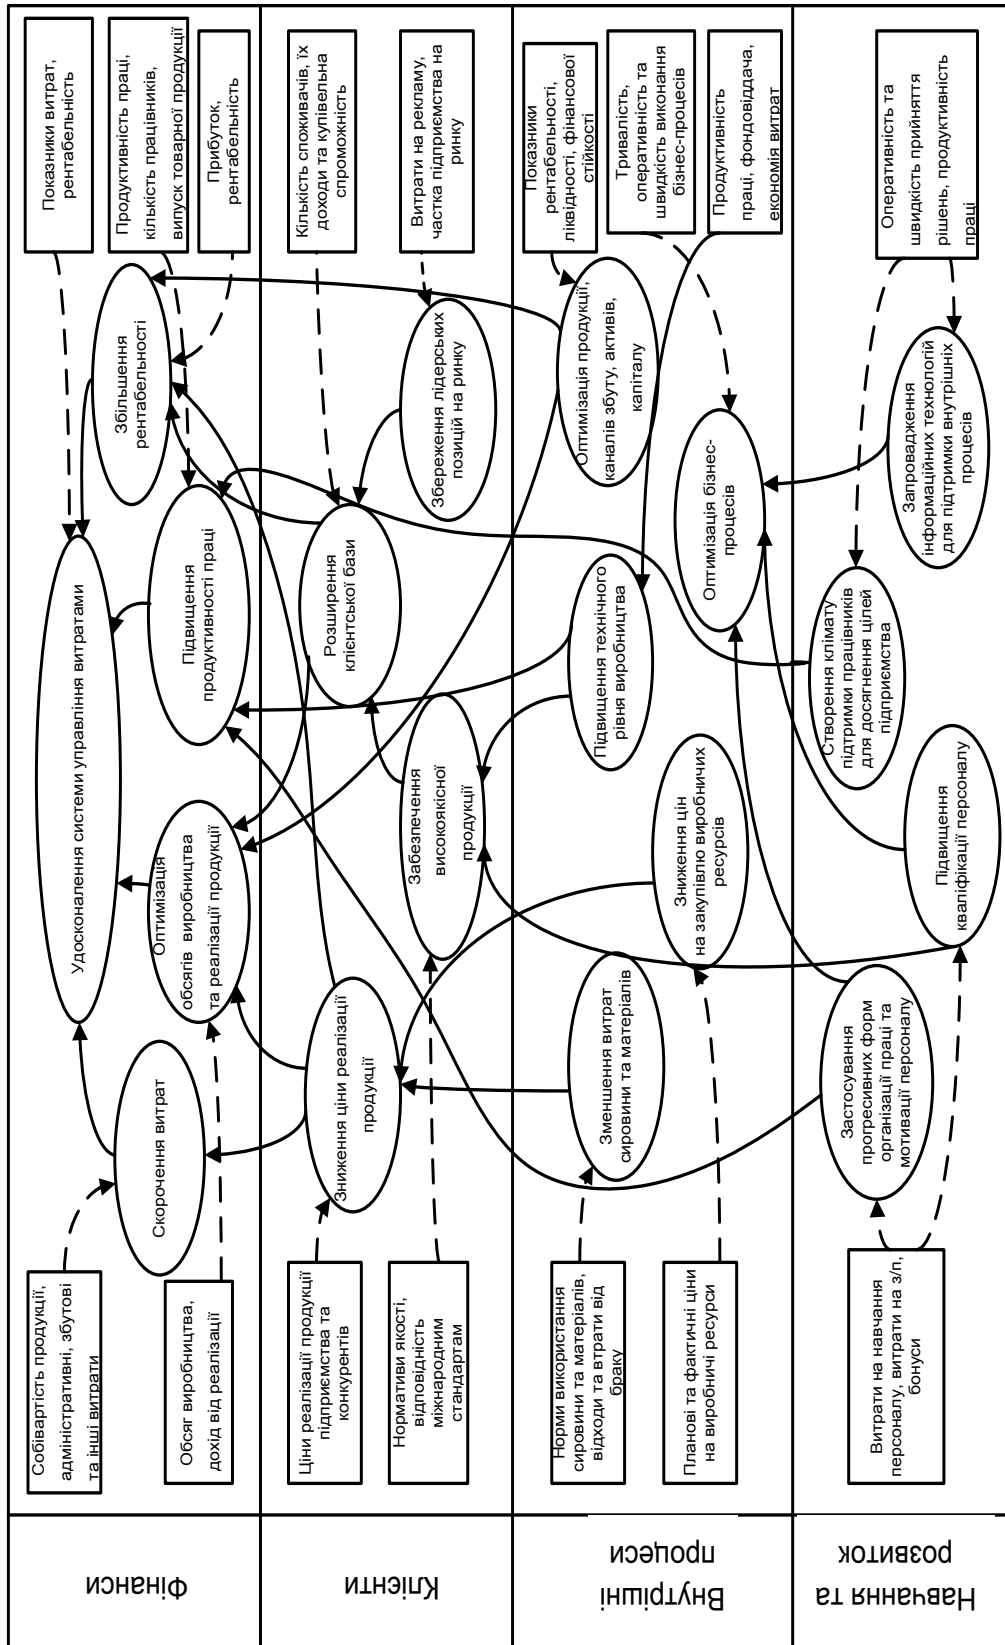 Фінанси
Собівартість продукції,
адміністративні, збутові
та інші витрати
Обсяг виробництва,
дохід від реалізації
Скорочення витрат
Удосконалення системи управління витратами
Оптимізація
обсягів виробництва
та реалізації продукції
Підвищення
продуктивності праці
Збільшення
рентабельності
Показники витрат,
рентабельність
Продуктивність праці,
кількість працівників,
випуск товарної продукції
Прибуток,
рентабельність
Клієнти
Ціни реалізації продукції
підприємства та
конкурентів
Нормативи якості,
відповідність
міжнародним
стандартам
Зниження ціни реалізації
продукції
Забезпечення
високоякісної
продукції
Розширення
клієнтської бази
Збереження лідерських
позицій на ринку
Кількість споживачів, їх
доходи та купівельна
спроможність
Витрати на рекламу,
частка підприємства на
ринку
Внутрішні
процеси
Норми використання
сировини та матеріалів,
відходи та втрати від
браку
Планові та фактичні ціни
на виробничі ресурси
Зменшення витрат
сировини та матеріалів
Зниження цін
на закупівлю виробничих
ресурсів
Підвищення технічного
рівня виробництва
Оптимізація бізнес-
процесів
Оптимізація продукції,
каналів збуту, активів,
капіталу
Показники
рентабельності,
ліквідності, фінансової
стійкості
Тривалість,
оперативність та
швидкість виконання
бізнес-процесів
Продуктивність
праці, фондовіддача,
економія витрат
Навчання та
розвиток
Витрати на навчання
персоналу, витрати на з/п,
бонуси
Застосування
прогресивних форм
організації праці та
мотивації персоналу
Підвищення
кваліфікації персоналу
Створення клімату
підтримки працівників
для досягнення цілей
підприємства
Запровадження
інформаційних технологій
для підтримки внутрішніх
процесів
Оперативність та
швидкість прийняття
рішень, продуктивність
праці